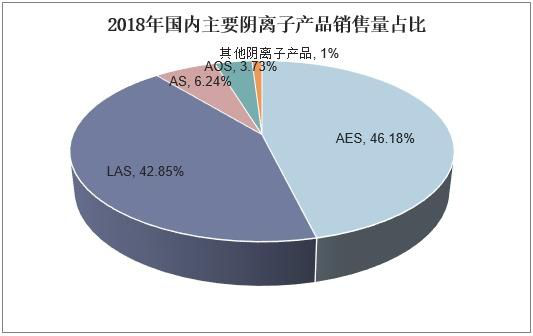 2018年国内主要阴离子产品销售量占比
其他阴离子产品, 1%
AOS, 3.73%
AS, 6.24%
AES, 46.18%
LAS, 42.85%